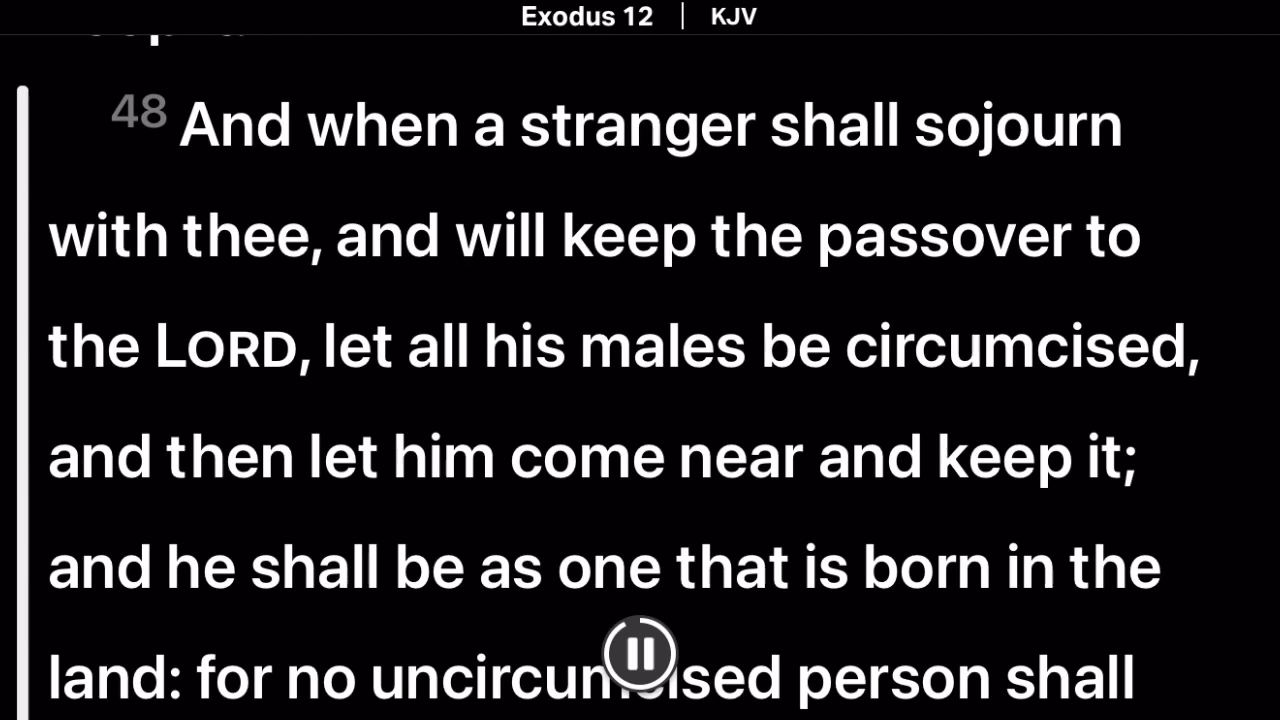 Exodus 12 | KJV
48 And when a stranger shall sojourn
with thee, and will keep the passover to
the LORD, let all his males be circumcised,
and then let him come near and keep it;
and he shall be as one that is born in the
land: for no uncircumcised person shall